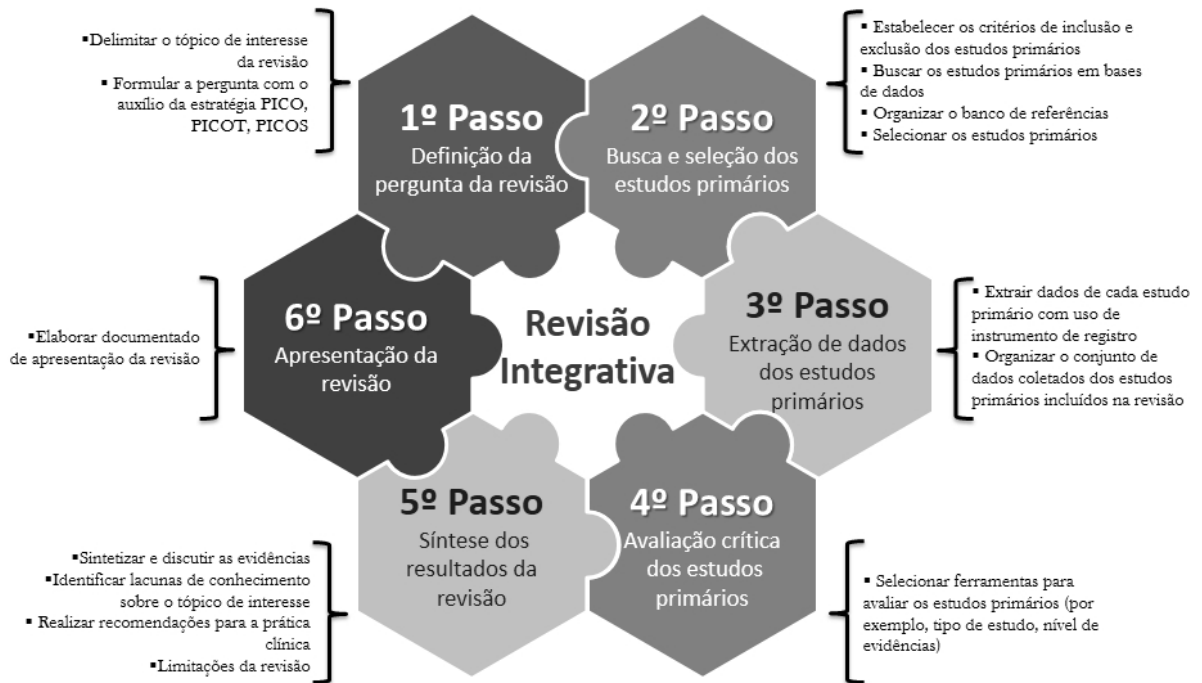 ▪Delimitar o tópico de interesse
da revisão
▪ Formular a pergunta com o
auxílio da estratégia PICO,
PICOT, PICOS
1º Passo
Definição da
pergunta da revisão
2º Passo
Busca e seleção dos
estudos primários
▪ Estabelecer os critérios de inclusão e
exclusão dos estudos primários
▪ Buscar os estudos primários em bases
de dados
▪ Organizar o banco de referências
▪ Selecionar os estudos primários
▪Elaborar documentado
de apresentação da revisão
6º Passo
Apresentação da
revisão
Revisão
Integrativa
3º Passo
Extração de dados
dos estudos
primários
▪ Extrair dados de cada estudo
primário com uso de
instrumento de registro
▪ Organizar o conjunto de
dados coletados dos estudos
primários incluídos na revisão
▪Sintetizar e discutir as evidências
▪Identificar lacunas de conhecimento
sobre o tópico de interesse
▪ Realizar recomendações para a prática
clínica
▪Limitações da revisão
5º Passo
Síntese dos
resultados da
revisão
4º Passo
Avaliação crítica
dos estudos
primários
▪ Selecionar ferramentas para
avaliar os estudos primários (por
exemplo, tipo de estudo, nível de
evidências)